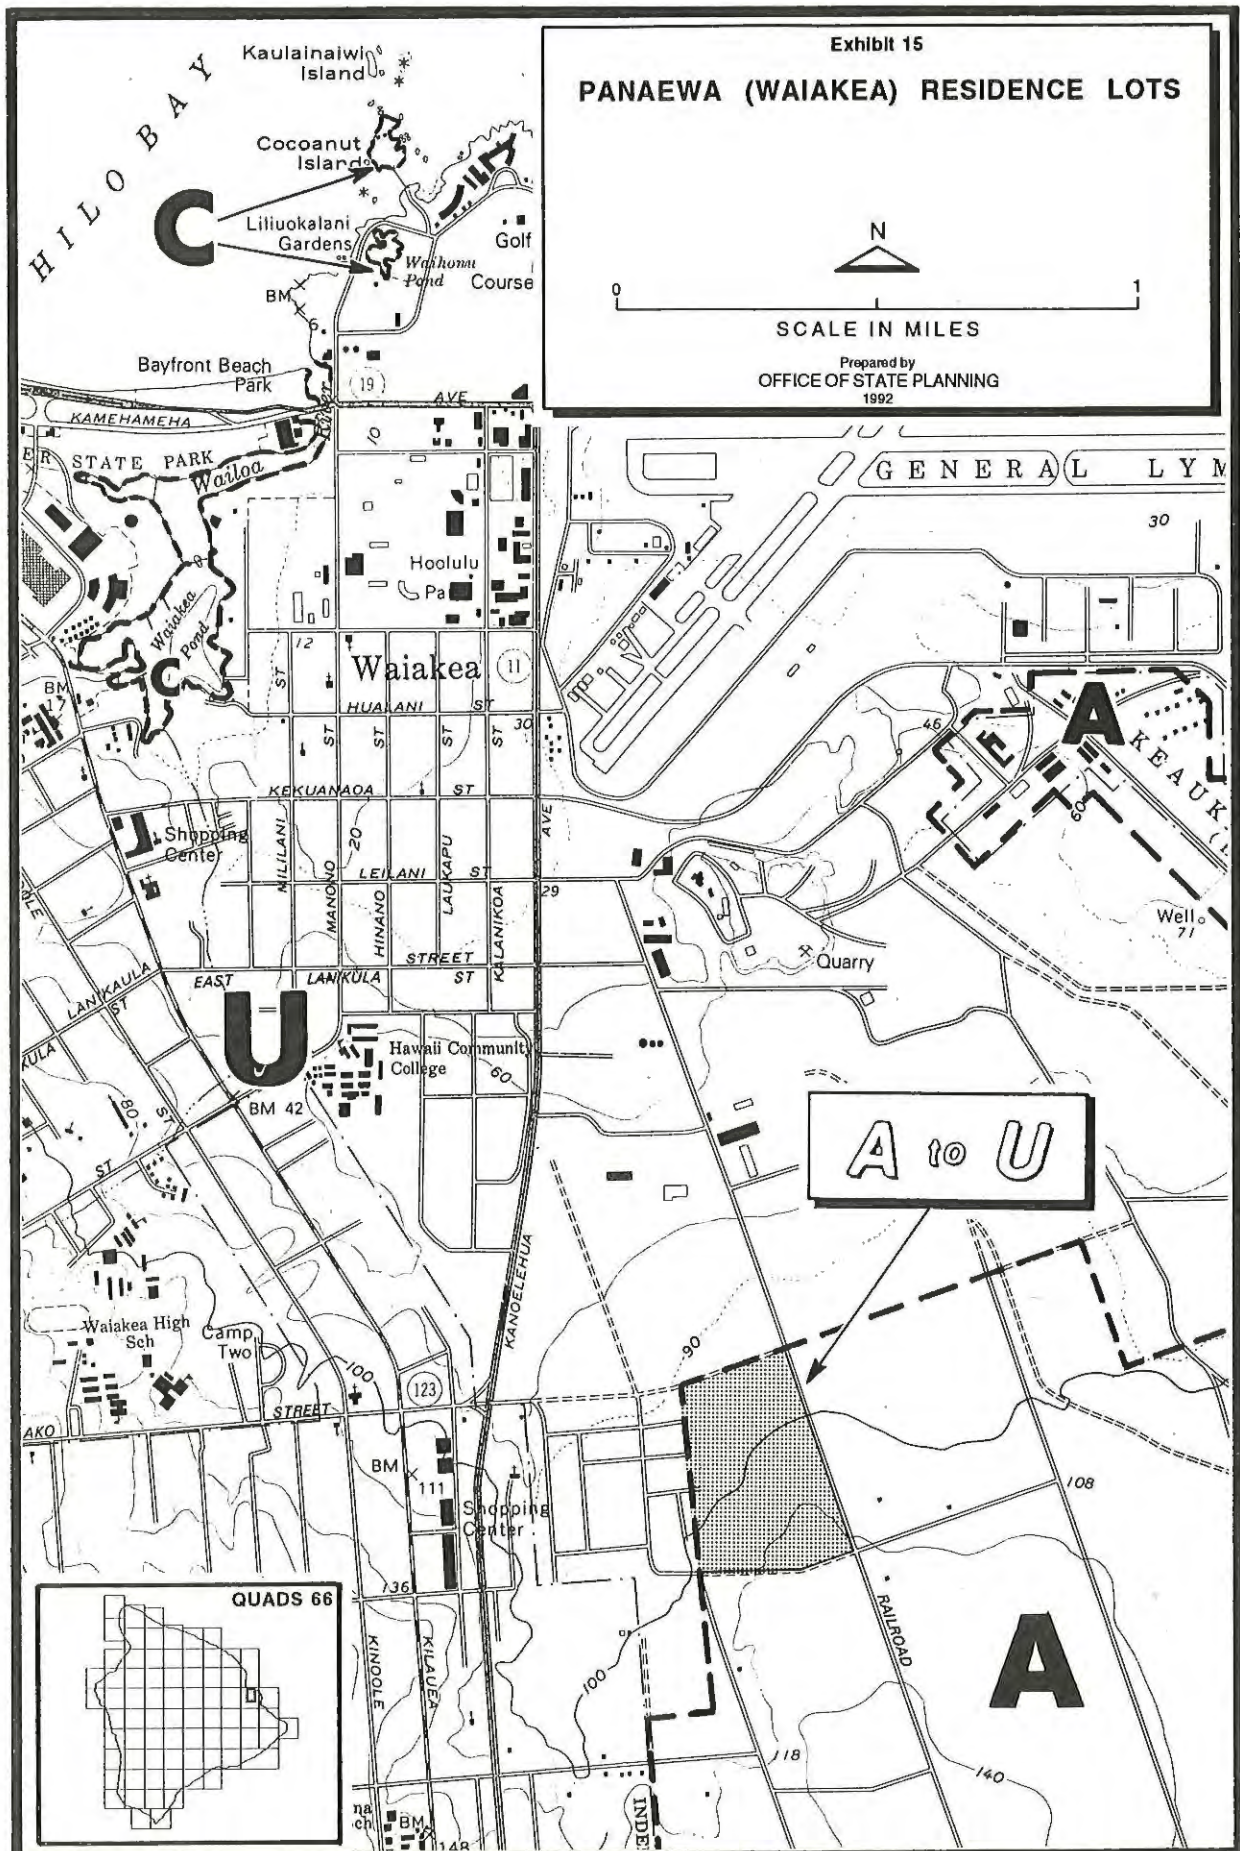 Exhibit 15
PANAEWA (WAIAKEA) RESIDENCE LOTS
N
0
1
SCALE IN MILES
Prepared by
OFFICE OF STATE PLANNING
1992
Kaulainaiwi
Island
HILO BAY
Cocoanut
Island
C
Liliuokalani
Gardens
Waihonu
Pond
Golf
Course
BM
6
Bayfront Beach
Park
19
AVE
KAMEHAMEHA
River
10
STATE PARK
Wailoa
GENERAL LYM
30
Hoolulu
Pa
Waiakea
Pond
C
12
Waiakea
11
BM
17
ST
HUALANI ST
ST
ST
ST
ST
30
46
A
KEAUK
60
KEKUANAOA ST
AVE
Shopping
Center
MILILANI
MANONO
20
HINANO
LAUKAPU
KALANIKOA
LEILANI ST
29
Well
71
Quarry
STREET
EAST LANIKULA ST
LANIKAULA
ST
KULA
U
Hawaii Community
College
60
BM 42
80
ST
ST
A to U
KANOELEHUA
90
Waiakea High
Sch
Camp
Two
100
123
STREET
AKO
BM
111
Shopping
Center
108
136
QUADS 66
KINOOLE
KILAUEA
100
RAILROAD
A
118
140
INDE
BM
148